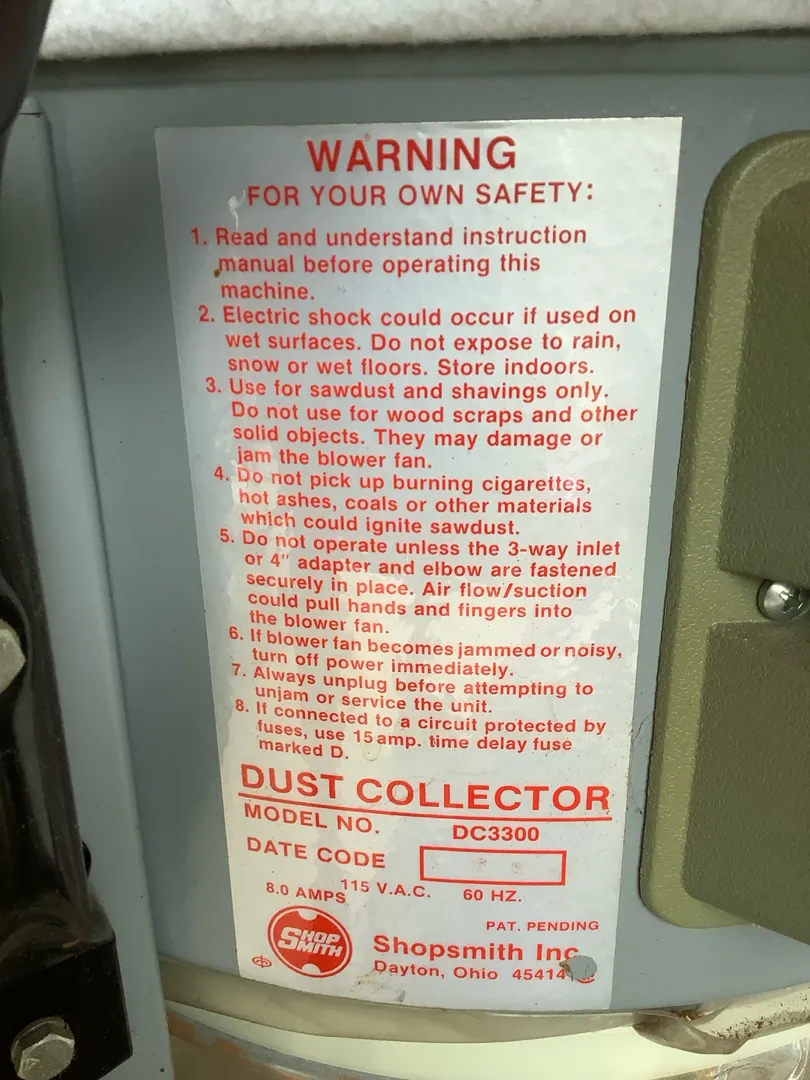 WARNING
FOR YOUR OWN SAFETY:
1. Read and understand instruction
manual before operating this
machine.
2. Electric shock could occur if used on
wet surfaces. Do not expose to rain,
snow or wet floors. Store indoors.
3. Use for sawdust and shavings only.
Do not use for wood scraps and other
solid objects. They may damage or
jam the blower fan.
4. Do not pick up burning cigarettes,
hot ashes, coals or other materials
which could ignite sawdust.
5. Do not operate unless the 3-way inlet
or 4" adapter and elbow are fastened
securely in place. Air flow/suction
could pull hands and fingers into
the blower fan.
6. If blower fan becomes jammed or noisy,
turn off power immediately.
7. Always unplug before attempting to
unjam or service the unit.
8. If connected to a circuit protected by
fuses, use 15 amp. time delay fuse
marked D.
DUST COLLECTOR
MODEL NO. DC3300
DATE CODE
8.0 AMPS 115 V.A.C. 60 HZ.
PAT. PENDING
SHOP
SMITH
Shopsmith Inc
Dayton, Ohio 45414